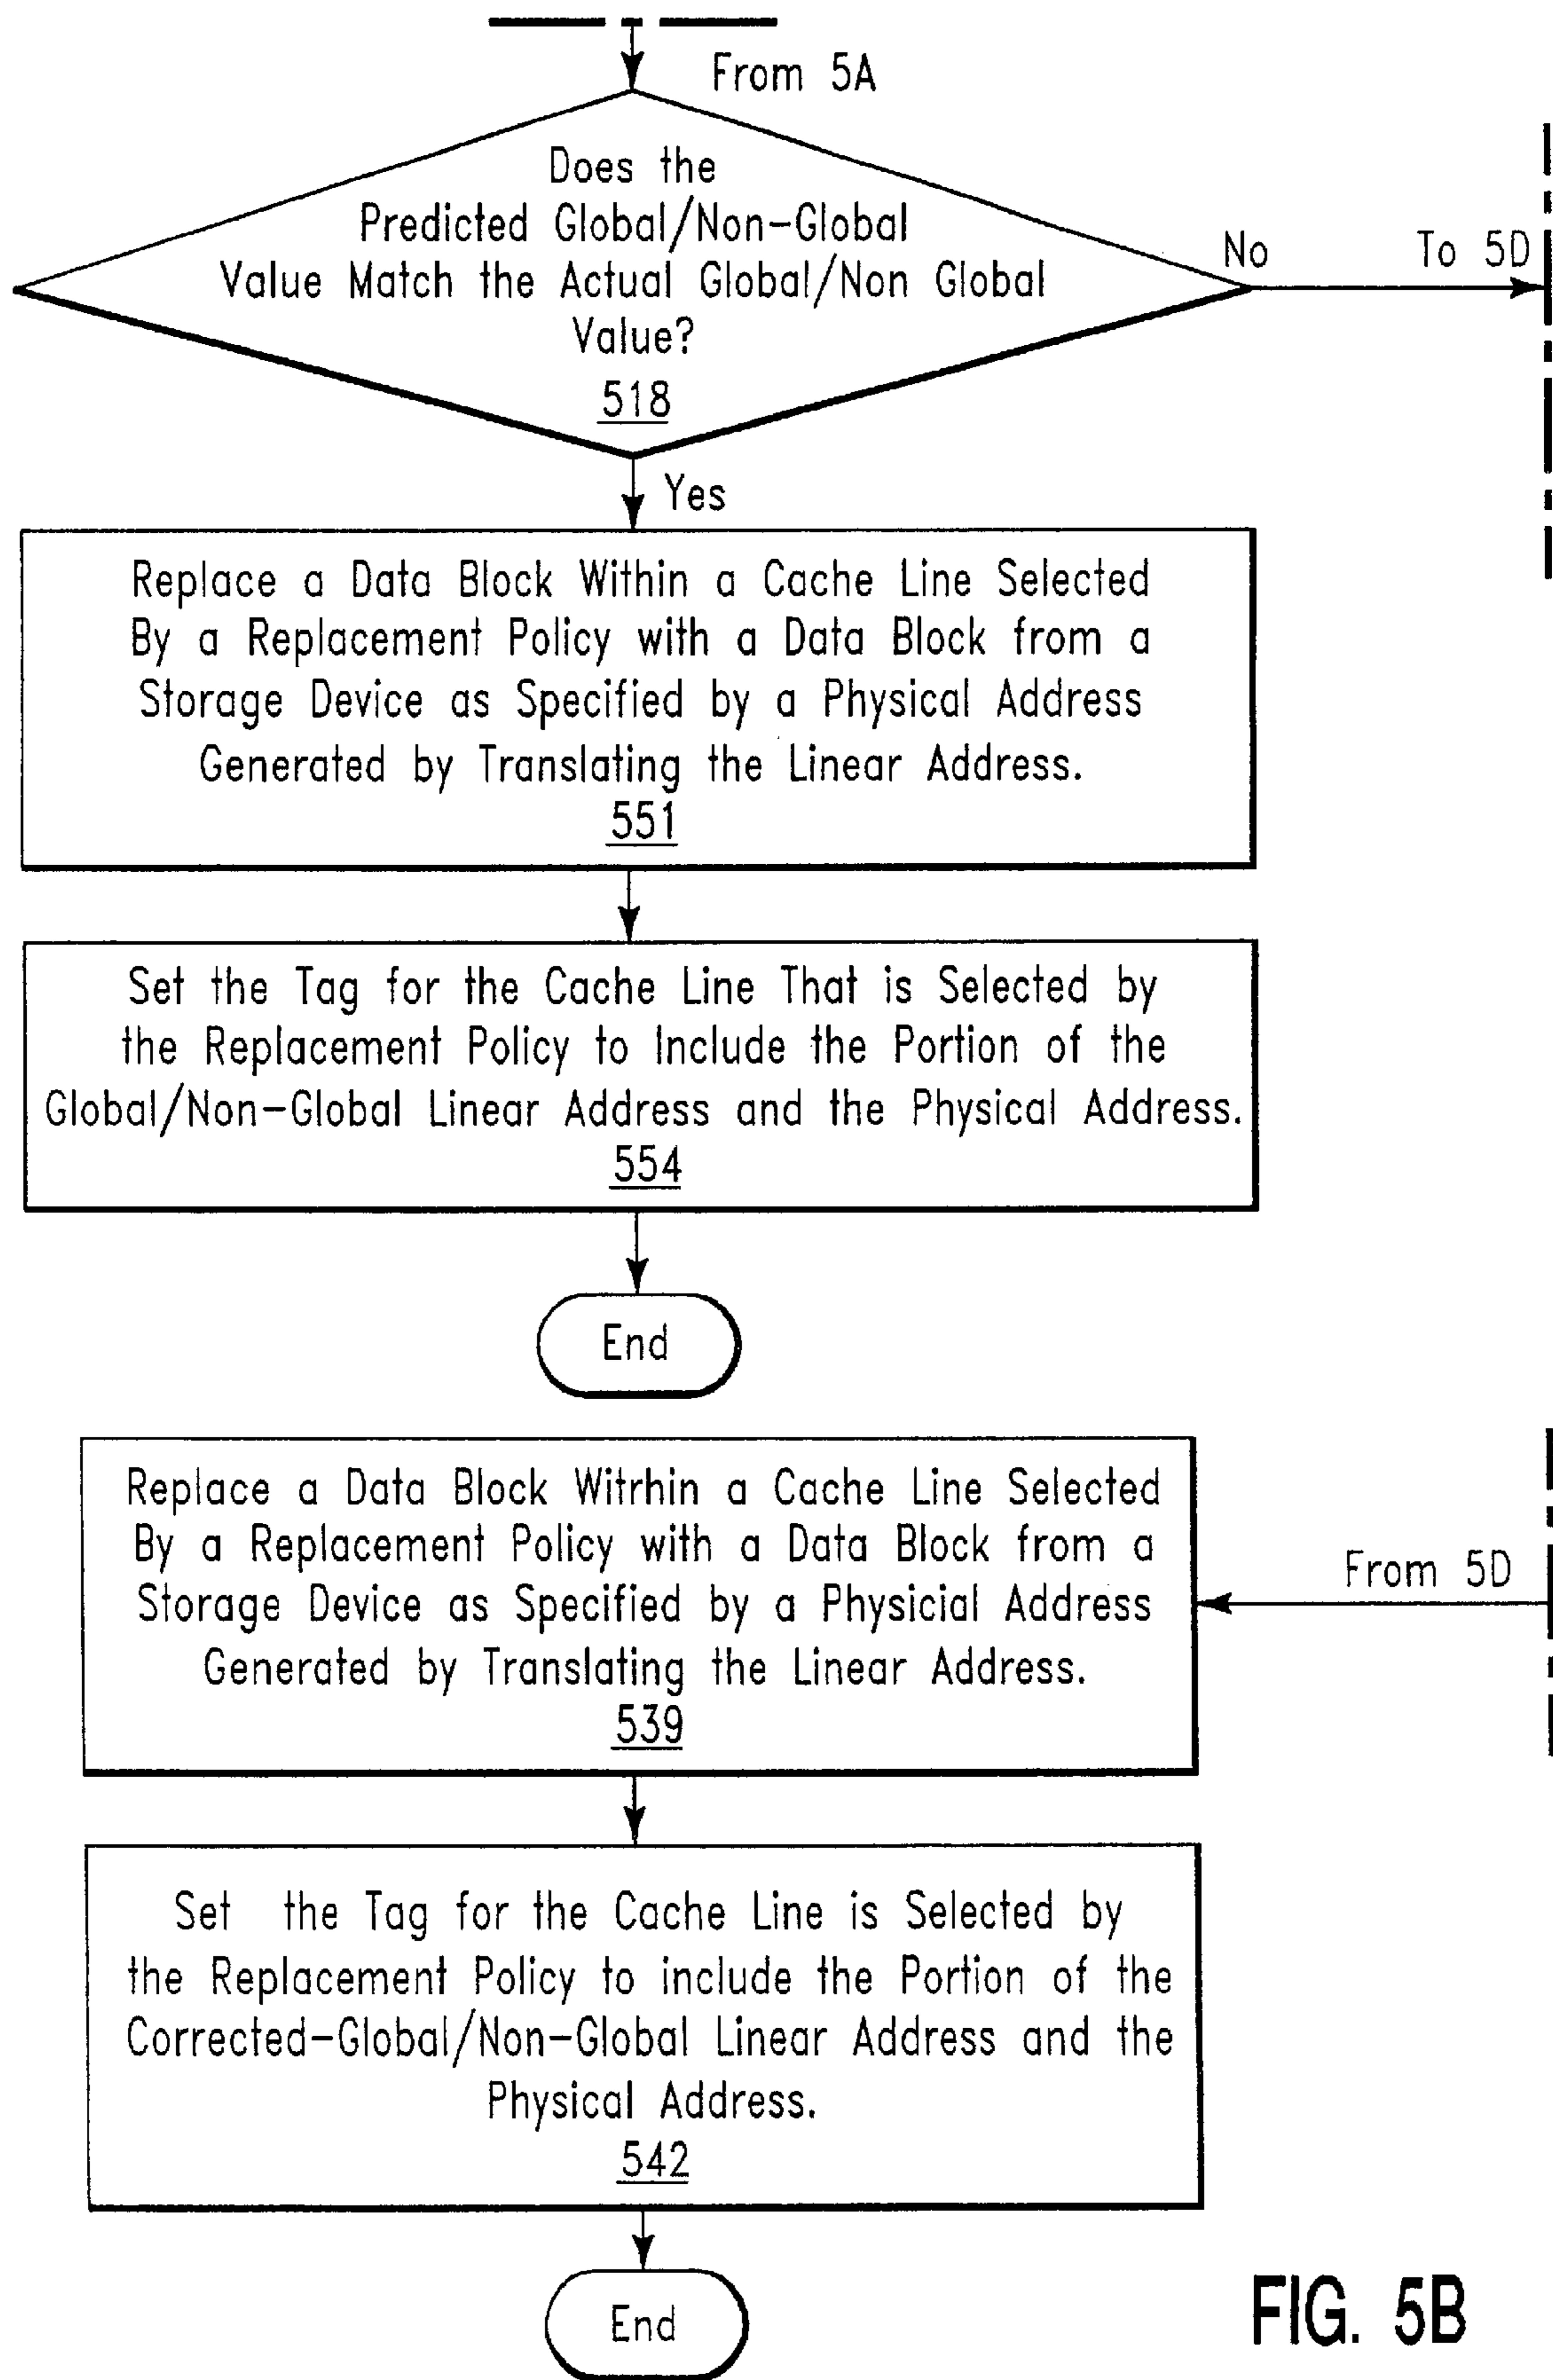 From 5A
Does the
Predicted Global/Non-Global
Value Match the Actual Global/Non Global
Value?
518
No
To 5D
Yes
Replace a Data Block Within a Cache Line Selected
By a Replacement Policy with a Data Block from a
Storage Device as Specified by a Physical Address
Generated by Translating the Linear Address.
551
Set the Tag for the Cache Line That is Selected by
the Replacement Policy to Include the Portion of the
Global/Non-Global Linear Address and the Physical Address.
554
End
Replace a Data Block Witrhin a Cache Line Selected
By a Replacement Policy with a Data Block from a
Storage Device as Specified by a Physicial Address
Generated by Translating the Linear Address.
539
From 5D
Set the Tag for the Cache Line is Selected by
the Replacement Policy to include the Portion of the
Corrected-Global/Non-Global Linear Address and the
Physical Address.
542
End
FIG. 5B